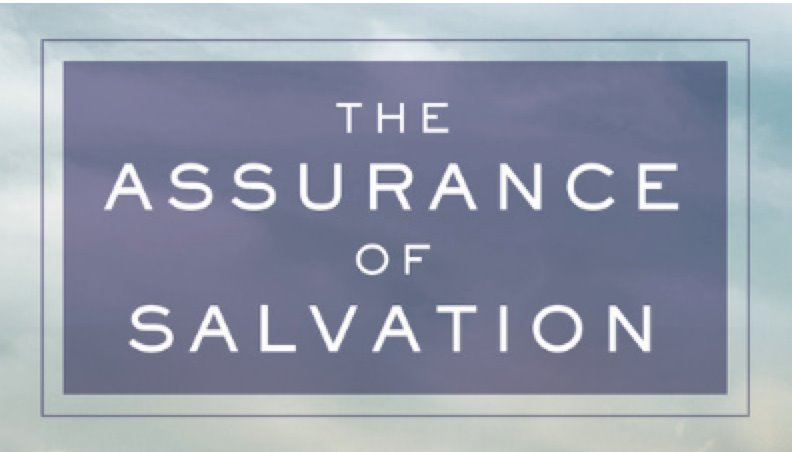 THE
ASSURANCE
OF
SALVATION